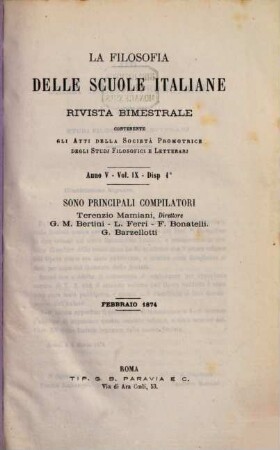 LA FILOSOFIA
DELLE SCUOLE ITALIANE
RIVISTA BIMESTRALE
CONTENENTE
GLI ATTI DELLA SOCIETÀ PROMOTRICE
DEGLI STUDI FILOSOFICI E LETTERARI
Anno V - Vol. IX - Disp 1ª
SONO PRINCIPALI COMPILATORI
Terenzio Mamiani, Direttore
G. M. Bertini - L. Ferri - F. Bonatelli.
G. Barzellotti
FEBBRAIO 1874
ROMA
TIP. G. B. PARAVIA E C.
Via di Ara Coeli, 53.